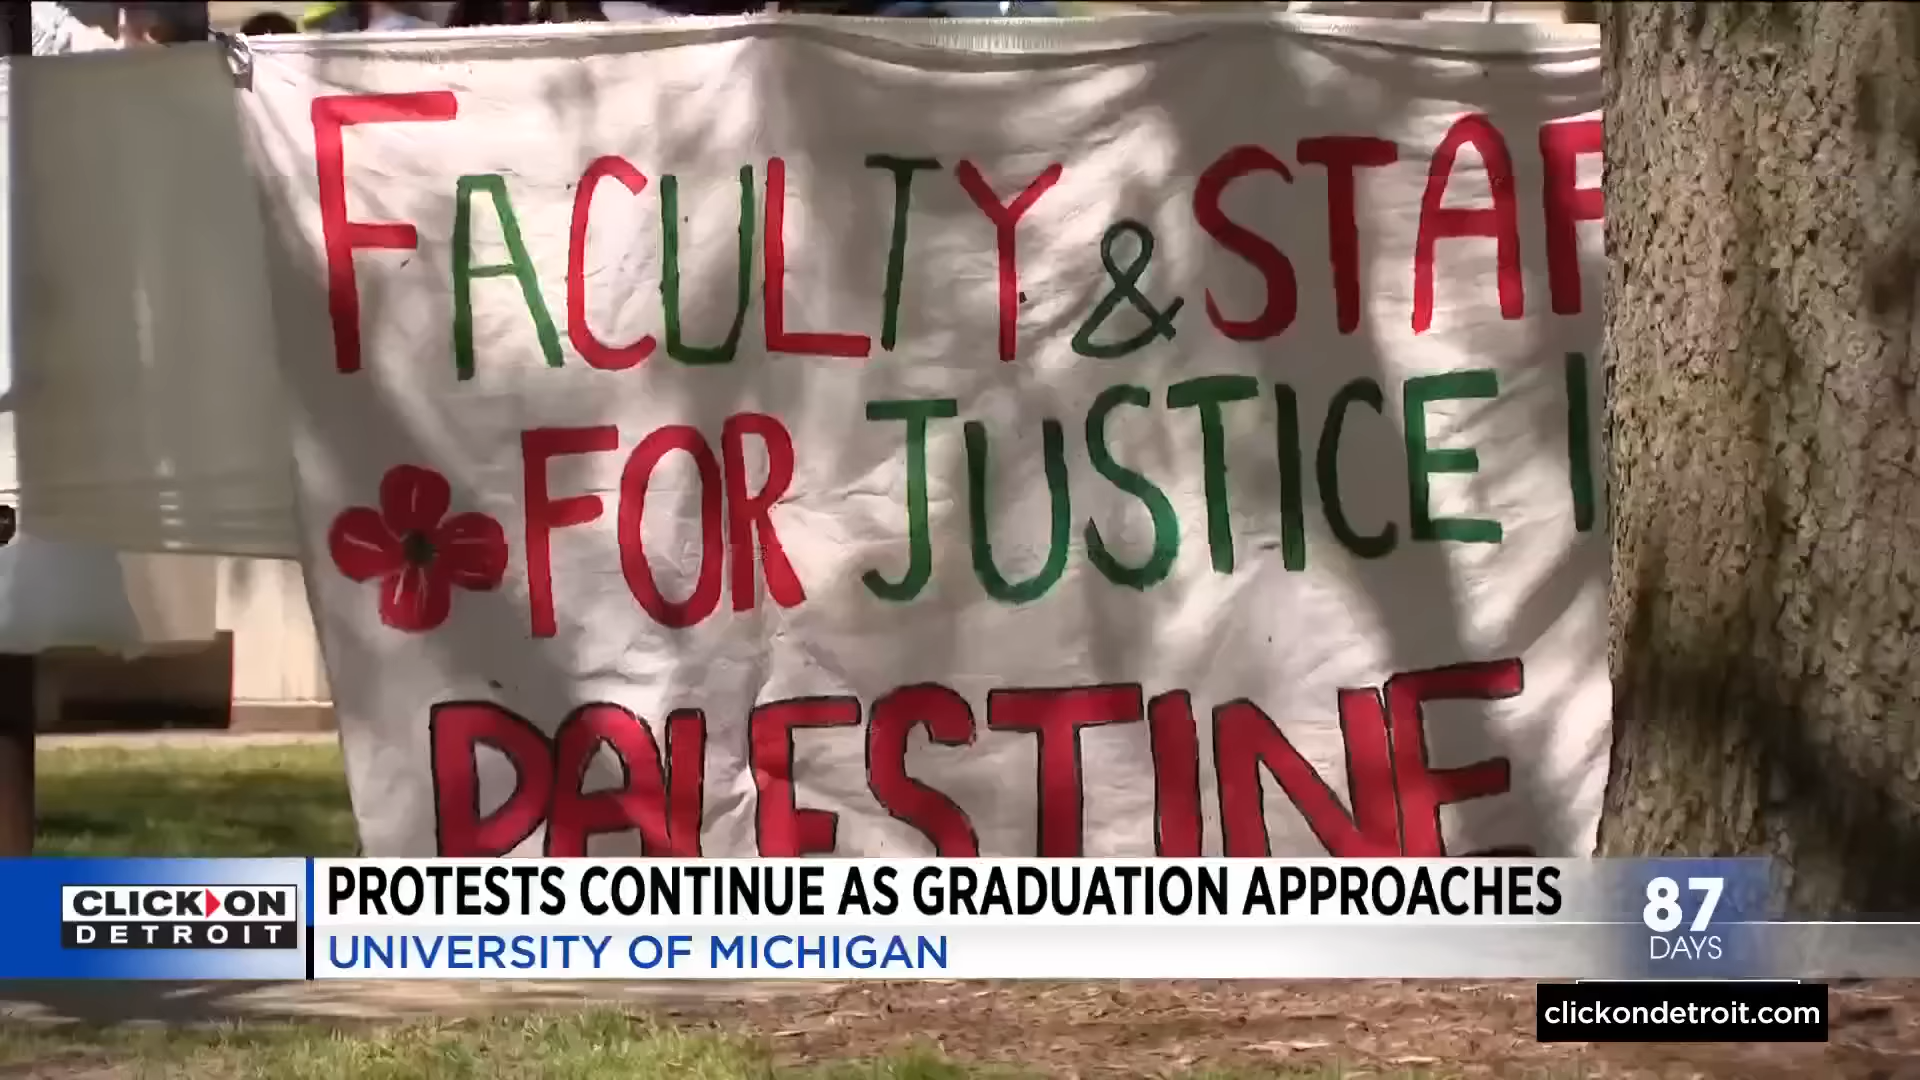 FACULTY & STAF
FOR JUSTICE I
PALESTINE
CLICK ON
DETROIT
PROTESTS CONTINUE AS GRADUATION APPROACHES
UNIVERSITY OF MICHIGAN
87
DAYS
clickondetroit.com